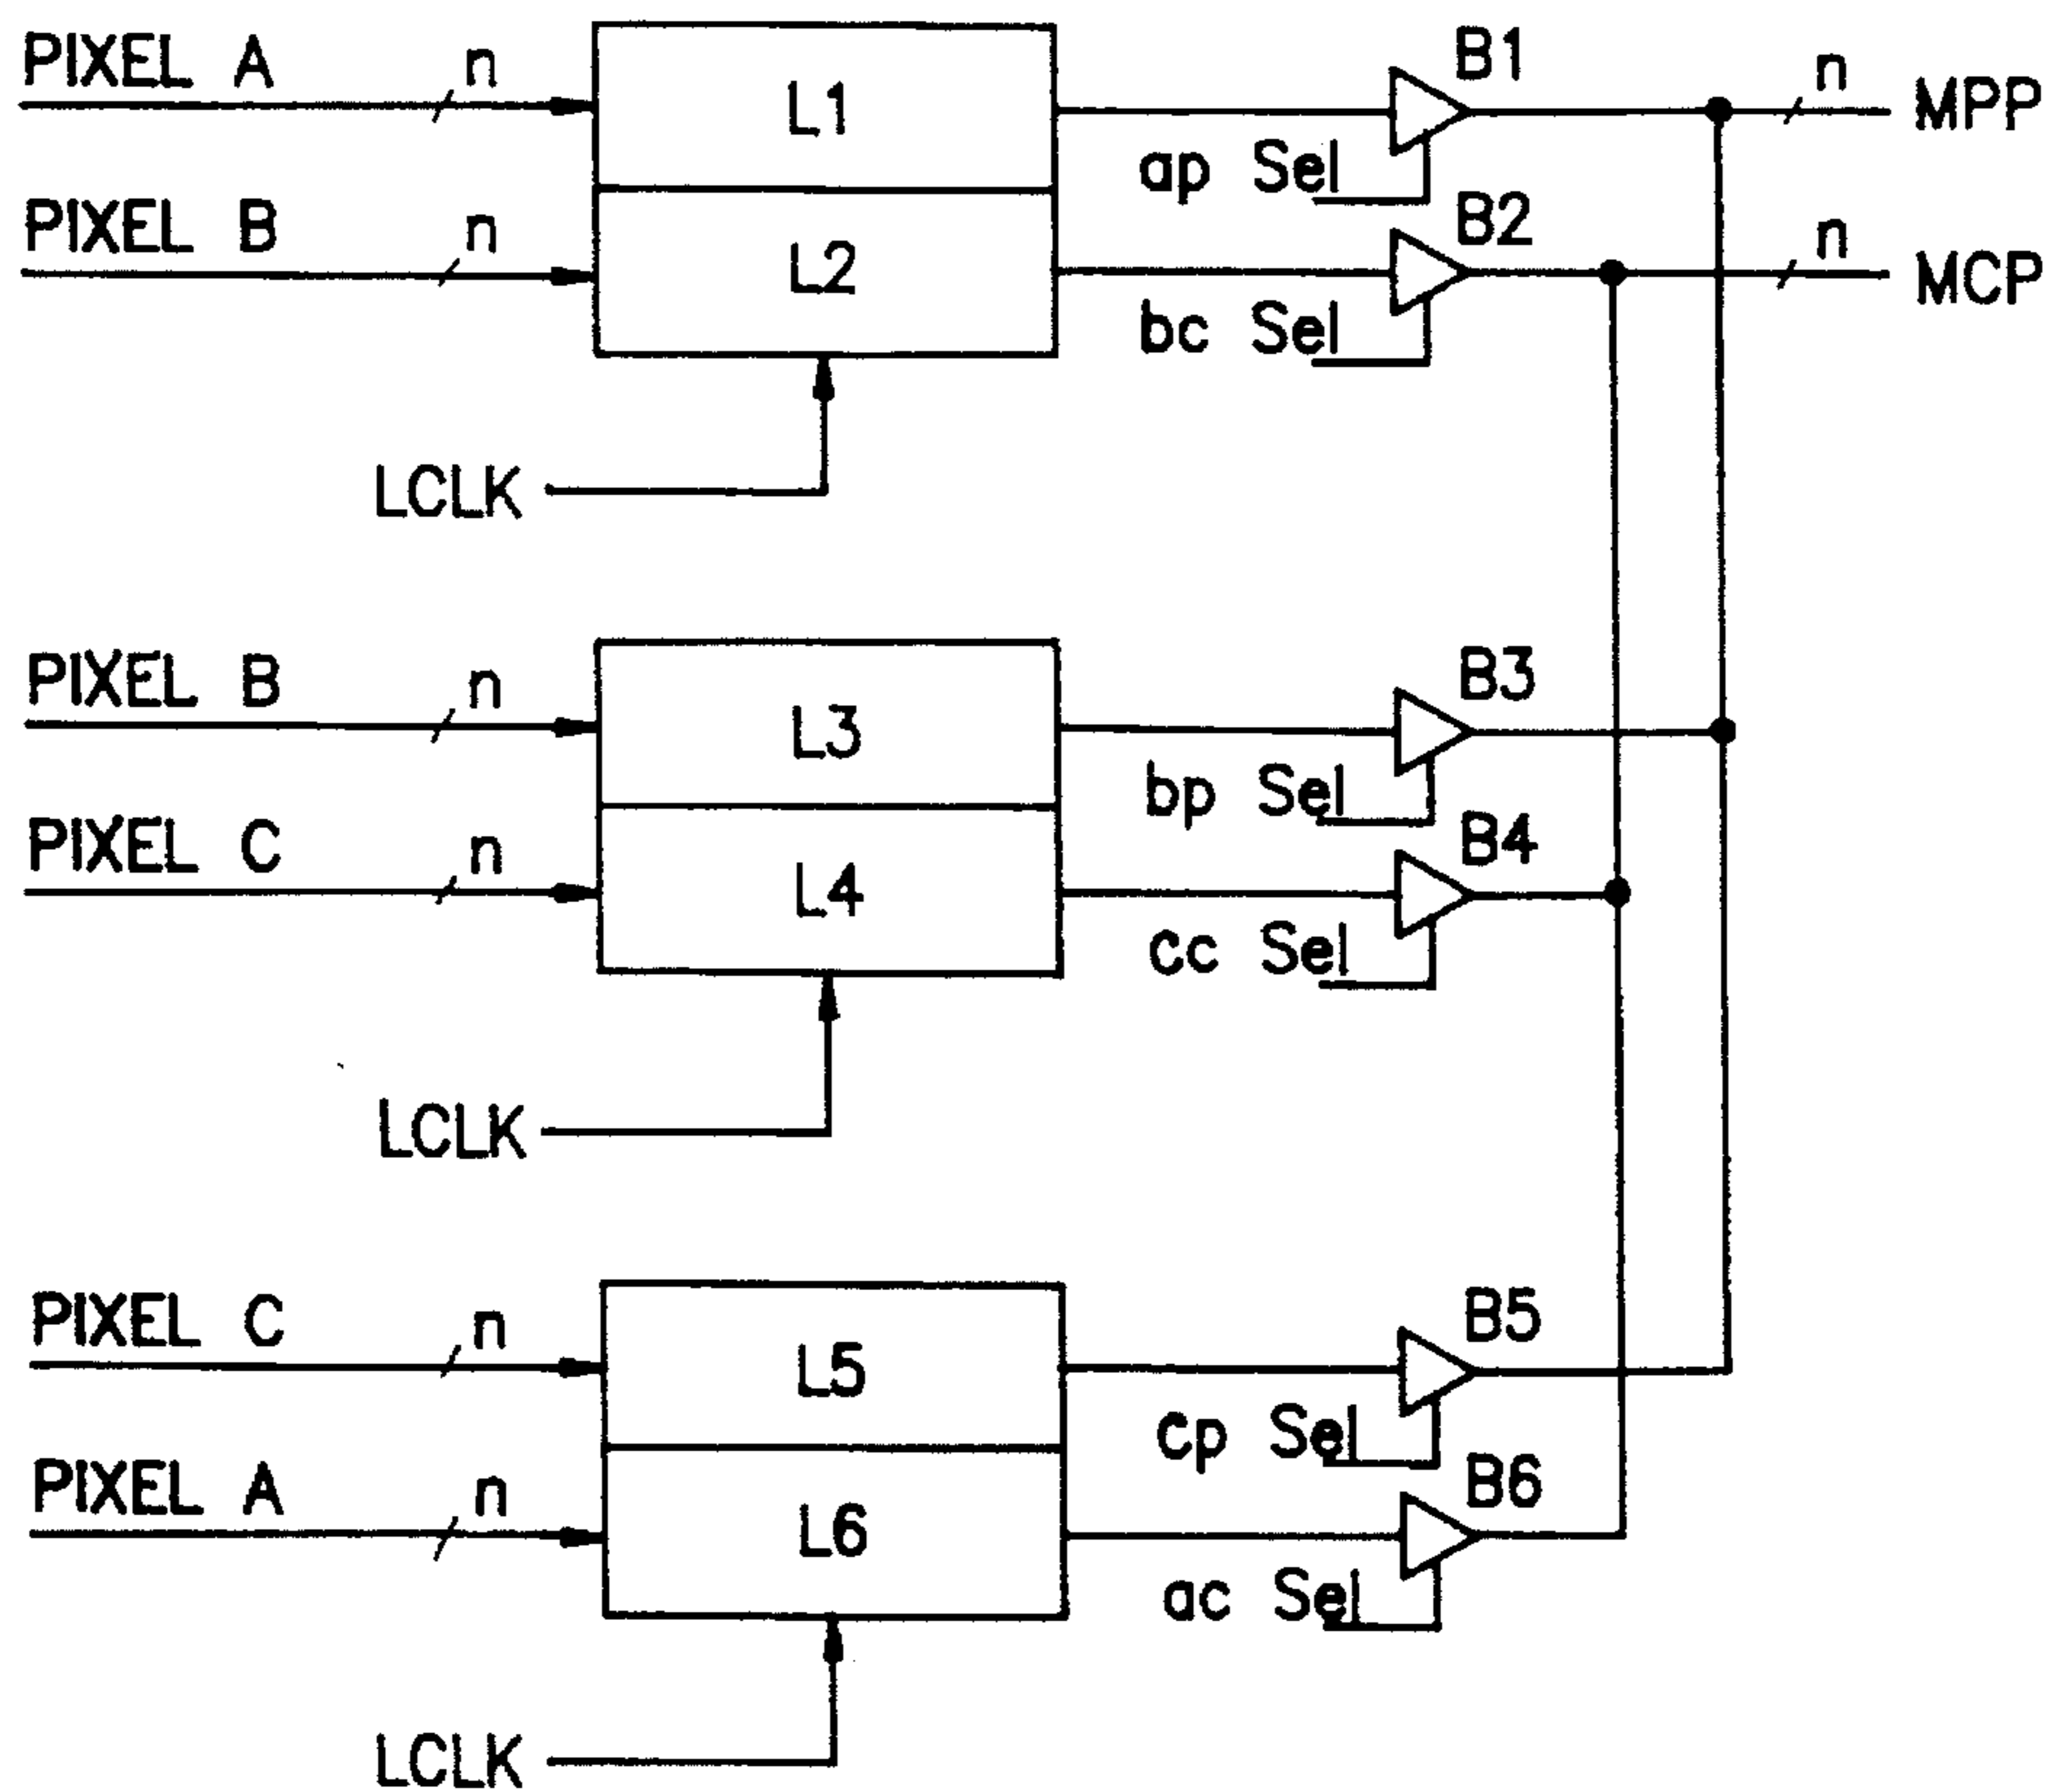 PIXEL A n L1 B1 n MPP
ap Sel
PIXEL B n L2 B2 n MCP
bc Sel
LCLK
PIXEL B n L3 B3
bp Sel
PIXEL C n L4 B4
cc Sel
LCLK
PIXEL C n L5 B5
cp Sel
PIXEL A n L6 B6
ac Sel
LCLK